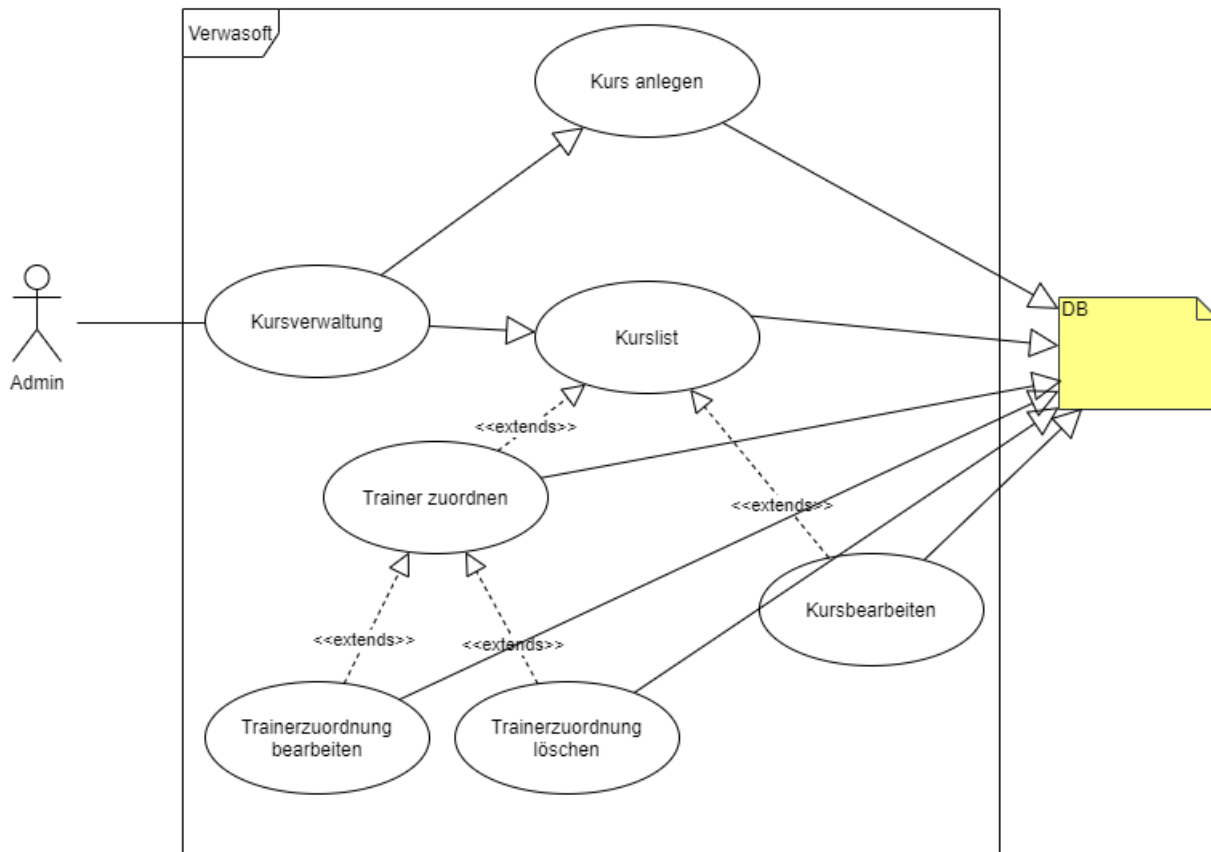 Verwasoft
Kurs anlegen
Admin
Kursverwaltung
Kurslist
DB
<<extends>>
Trainer zuordnen
<<extends>>
Kursbearbeiten
<<extends>>
<<extends>>
Trainerzuordnung
bearbeiten
Trainerzuordnung
löschen